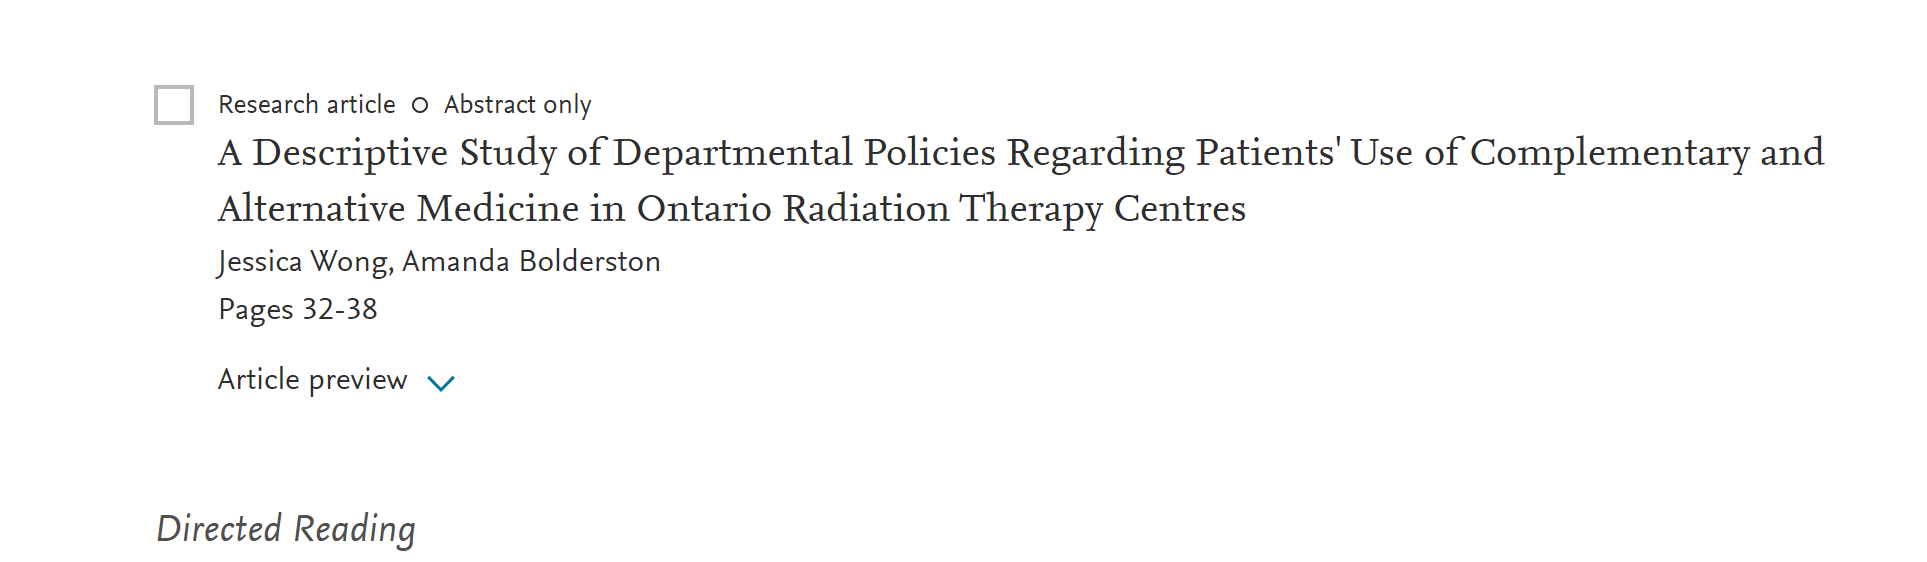 Research article Abstract only
A Descriptive Study of Departmental Policies Regarding Patients' Use of Complementary and
Alternative Medicine in Ontario Radiation Therapy Centres
Jessica Wong, Amanda Bolderston
Pages 32-38
Article preview
Directed Reading